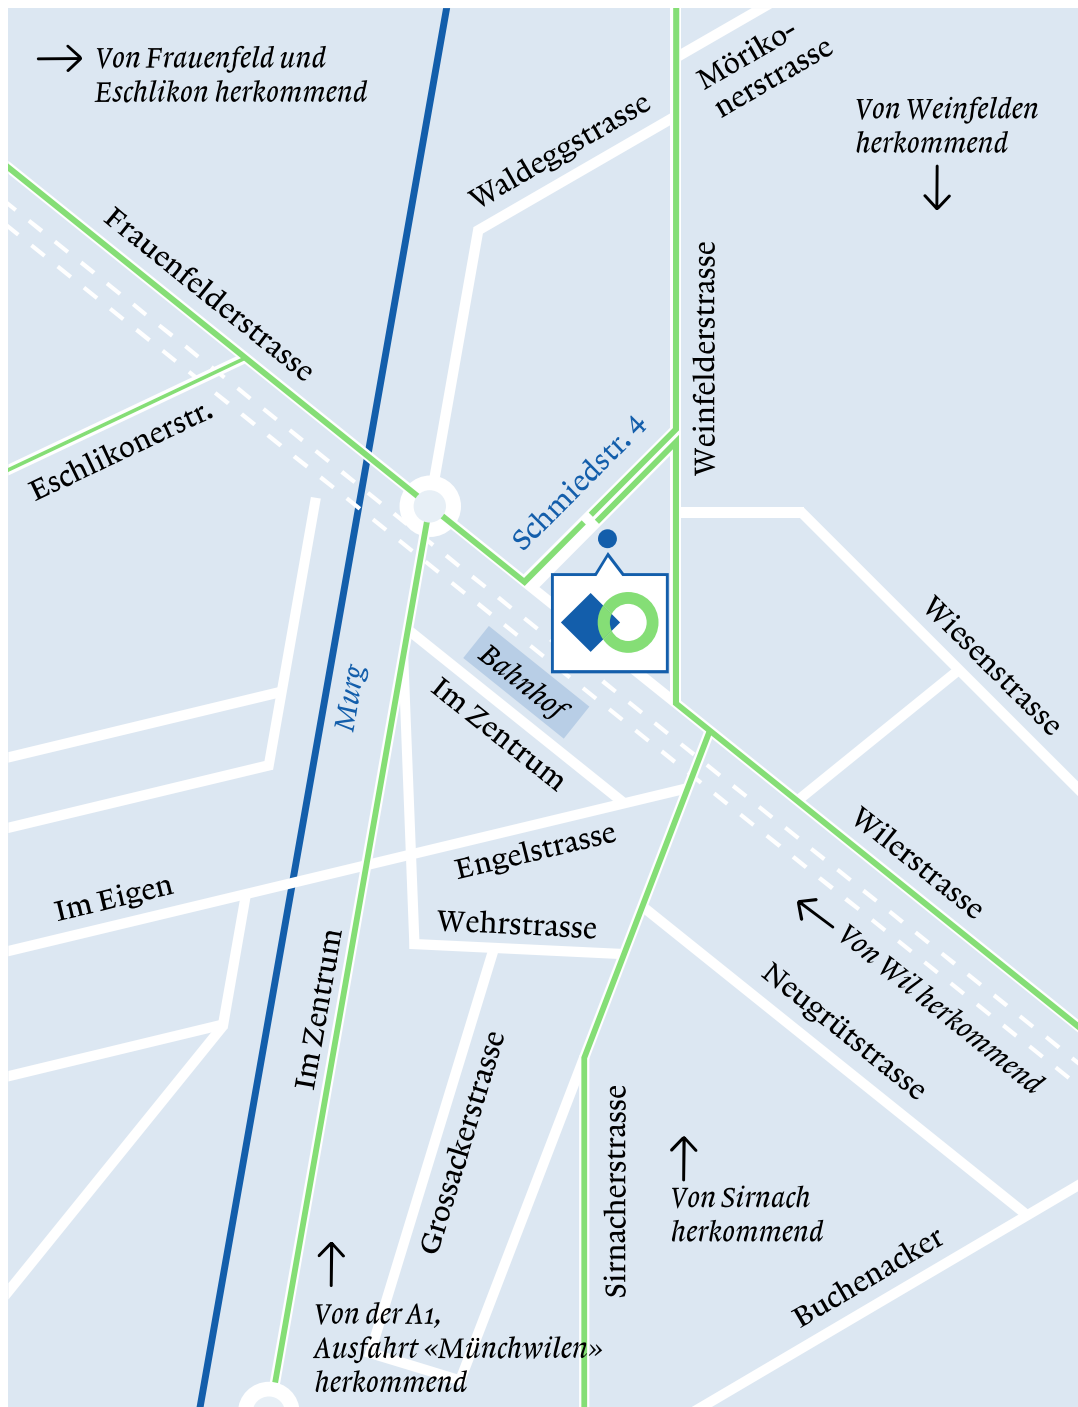 Von Frauenfeld und
Eschlikon herkommend
Möriko-
nerstrasse
Von Weinfelden
herkommend
Waldeggstrasse
Frauenfelderstrasse
Weinfelderstrasse
Eschlikonerstr.
Schmiedstr. 4
Wiesenstrasse
Bahnhof
Murg
Im Zentrum
Wilerstrasse
Engelstrasse
Im Eigen
Wehrstrasse
Von Wil herkommend
Im Zentrum
Neugrütstrasse
Grossackerstrasse
Sirnacherstrasse
Von Sirnach
herkommend
Buchenacker
Von der A1,
Ausfahrt «Münchwilen»
herkommend